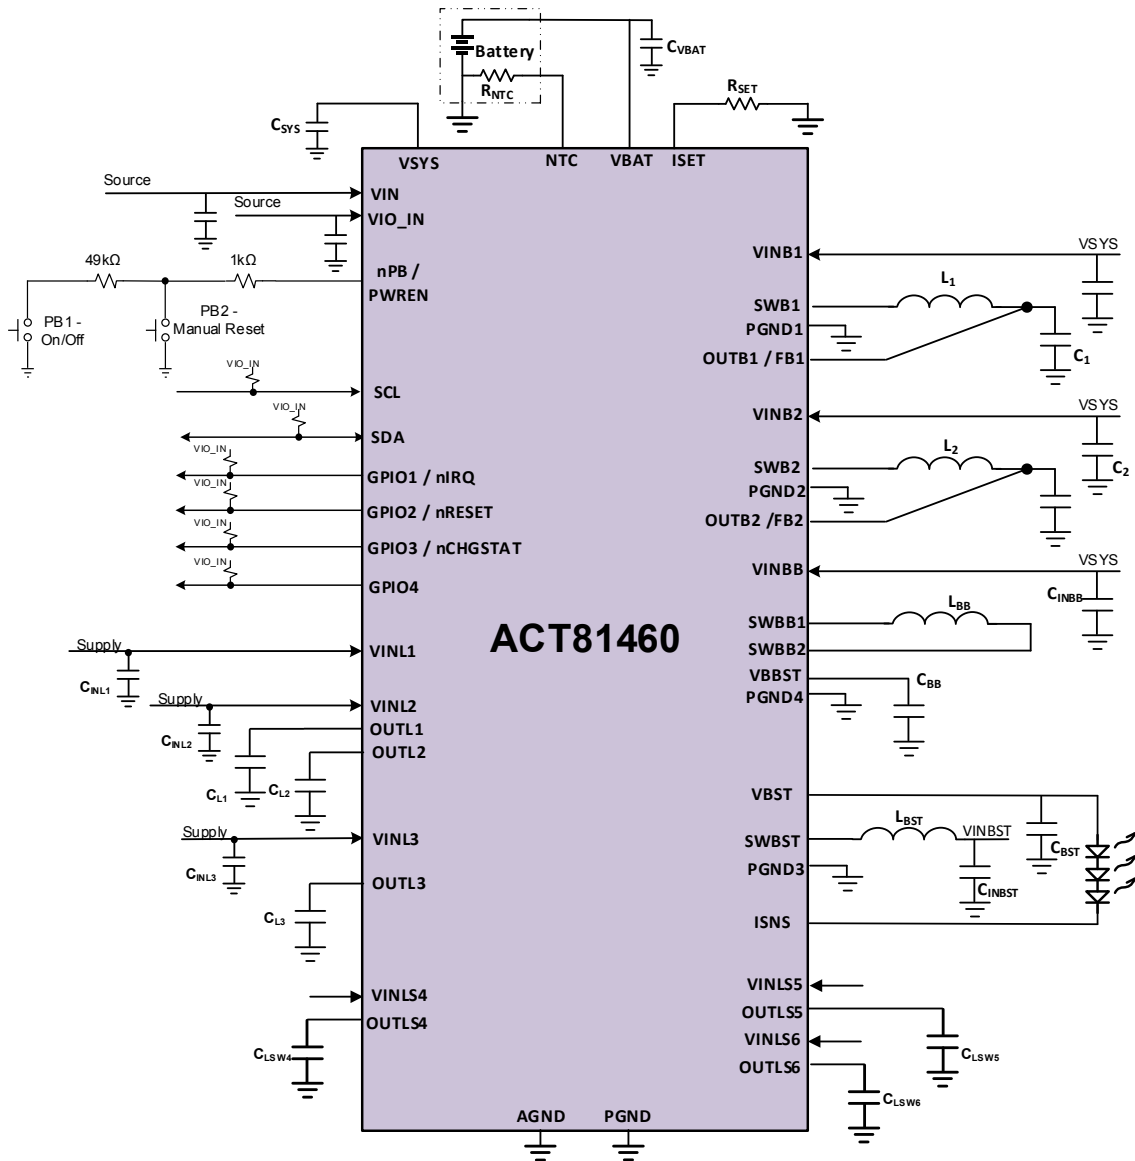 Battery
CVBAT
RNTC
RSET
CSYS
VSYS
NTC
VBAT
ISET
Source
VIN
Source
VIO_IN
49kΩ
1kΩ
nPB /
PWREN
PB1 -
On/Off
PB2 -
Manual Reset
VIO_IN
SCL
VIO_IN
SDA
VIO_IN
GPIO1 / nIRQ
VIO_IN
GPIO2 / nRESET
VIO_IN
GPIO3 / nCHGSTAT
VIO_IN
GPIO4
Supply
VINL1
CINL1
Supply
VINL2
CINL2
OUTL1
OUTL2
CL1
CL2
Supply
VINL3
CINL3
OUTL3
CL3
VINLS4
OUTLS4
CLSW4
ACT81460
VINB1
VSYS
L1
SWB1
PGND1
OUTB1 / FB1
C1
VINB2
VSYS
L2
SWB2
C2
PGND2
OUTB2 /FB2
VINBB
VSYS
CINBB
LBB
SWBB1
SWBB2
VBBST
CBB
PGND4
VBST
LBST
SWBST
VINBST
CBST
PGND3
CINBST
ISNS
VINLS5
OUTLS5
VINLS6
CLSW5
OUTLS6
CLSW6
AGND
PGND